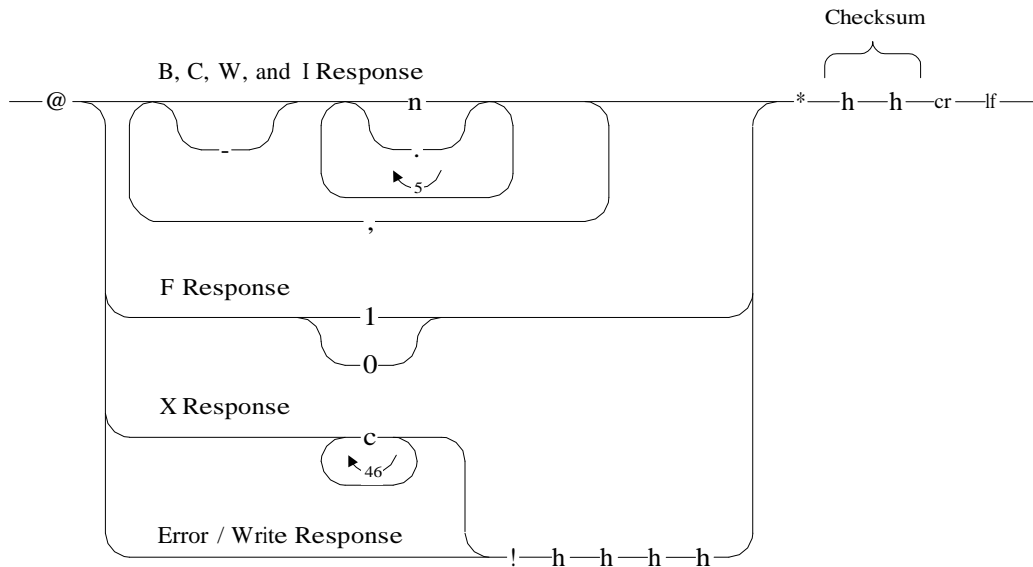 Checksum
B, C, W, and I Response
@ n * h h cr lf
- .
5
,
F Response
1
0
X Response
c
46
Error / Write Response
! h h h h